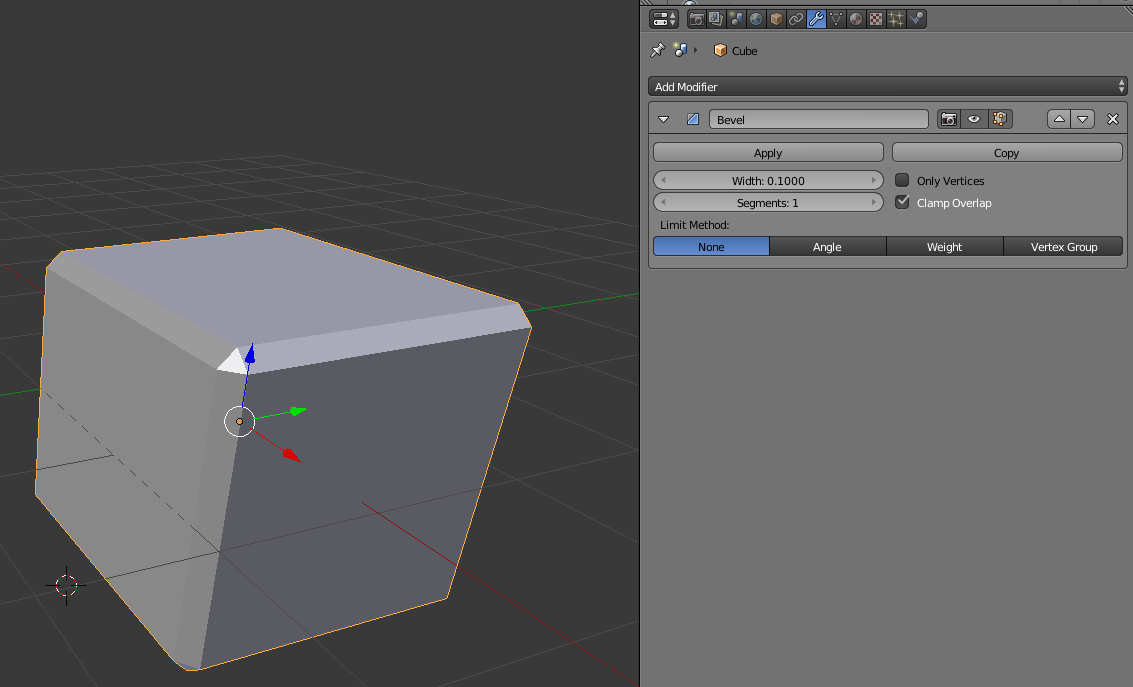 Cube
Add Modifier
Bevel
Apply Copy
Width: 0.1000 Only Vertices
Segments: 1 Clamp Overlap
Limit Method:
None Angle Weight Vertex Group